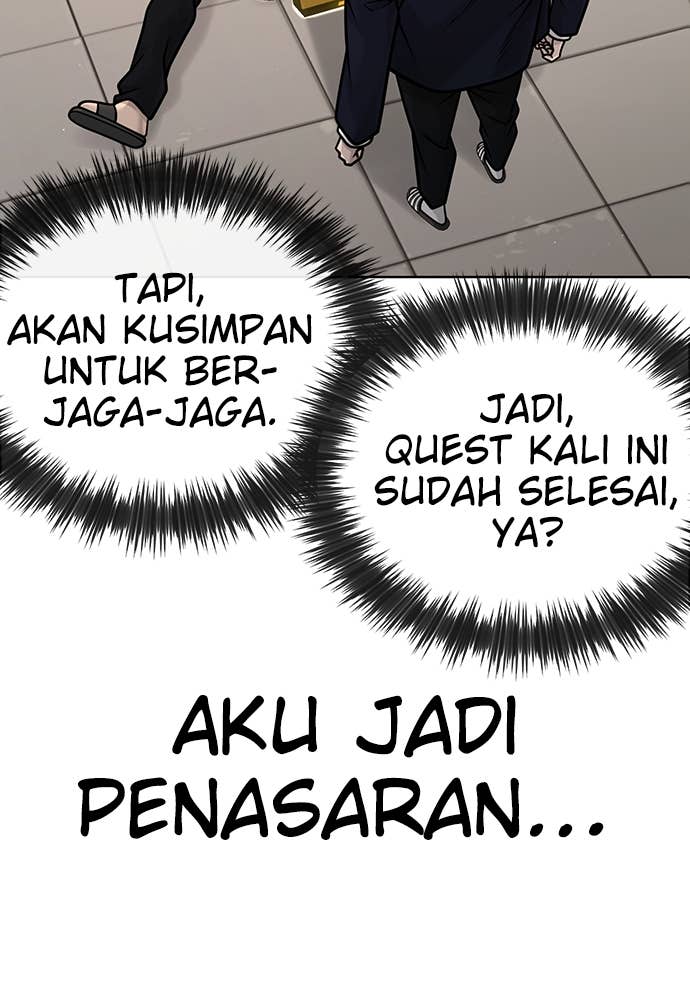 TAPI,
AKAN KUSIMPAN
UNTUK BER-
JAGA-JAGA.
JADI,
QUEST KALI INI
SUDAH SELESAI,
YA?
AKU JADI
PENASARAN...